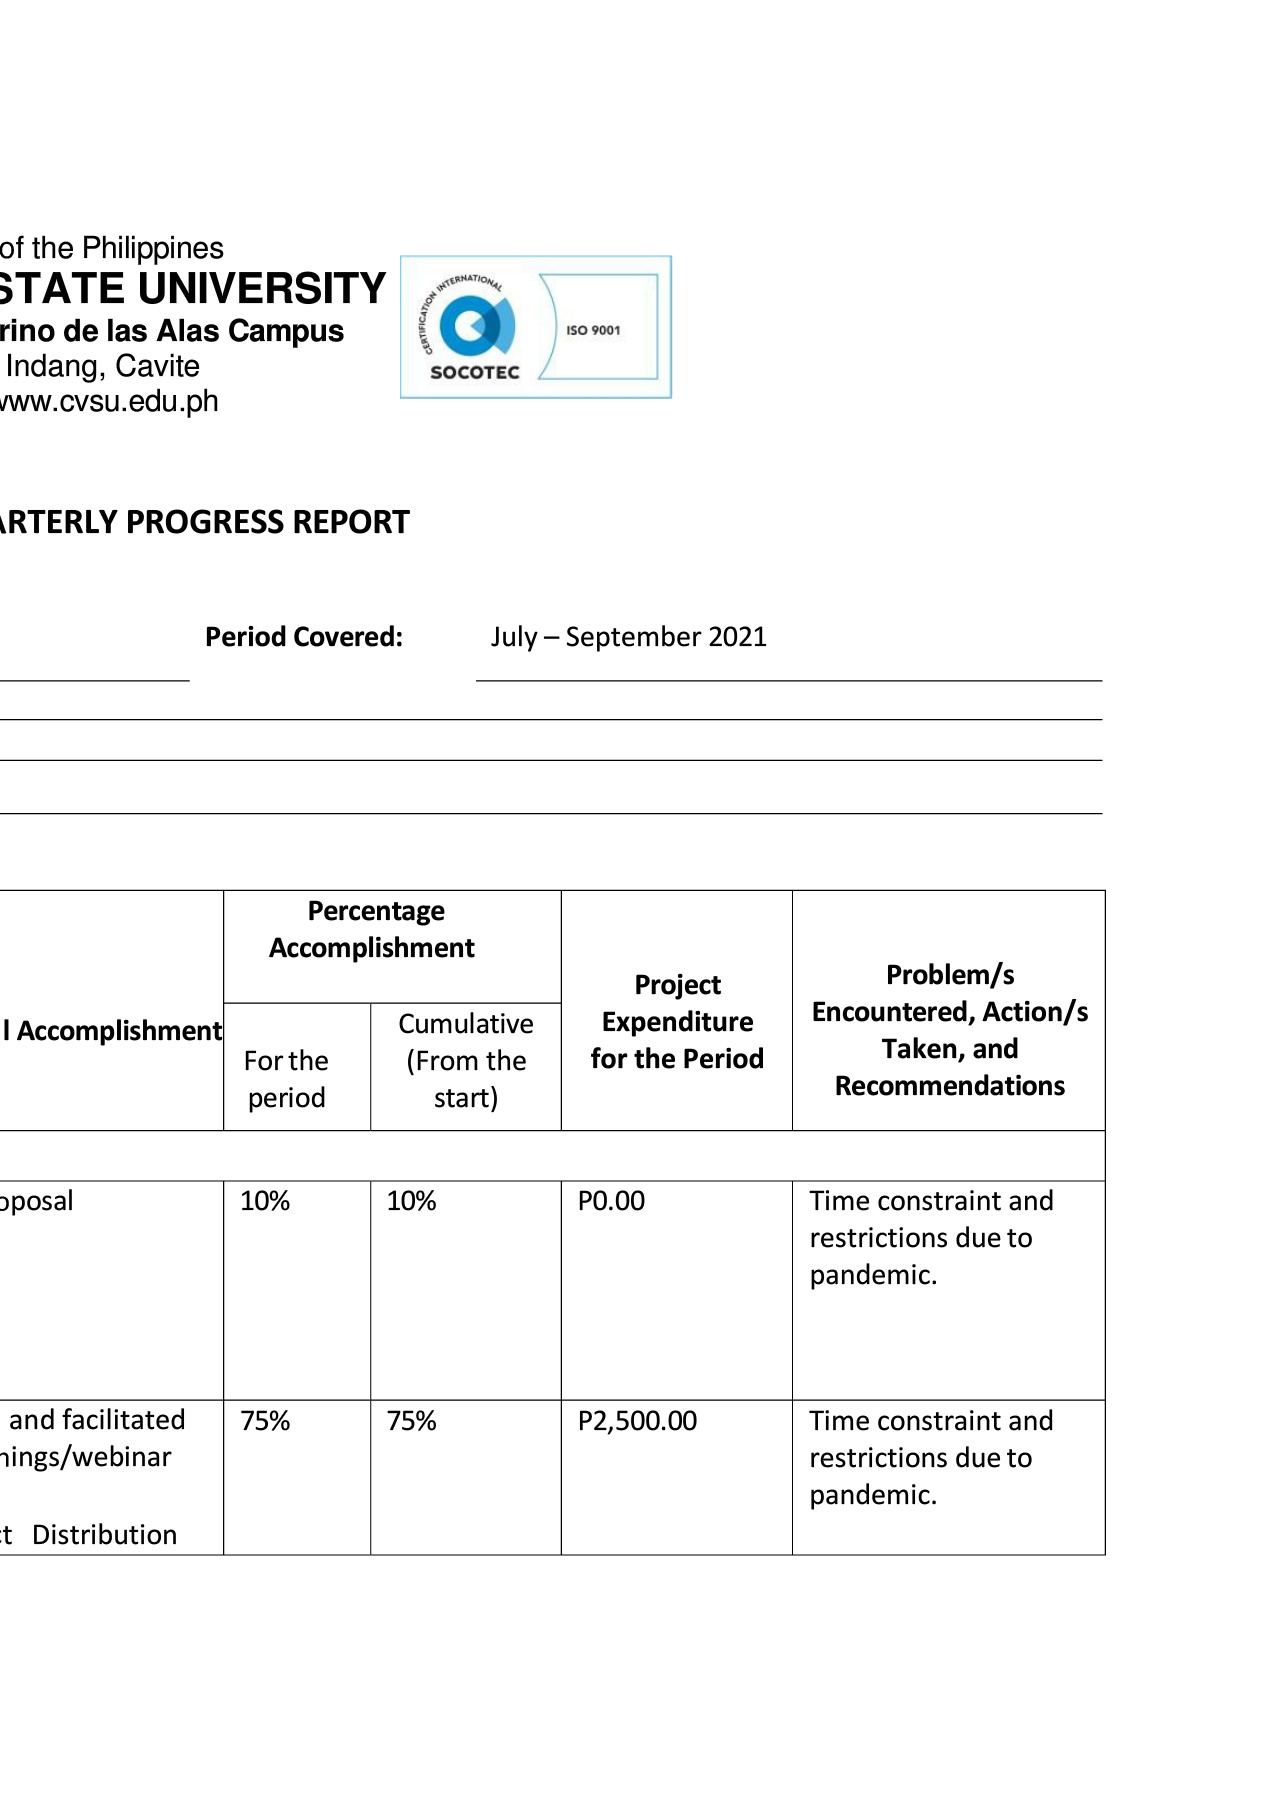 of the Philippines
STATE UNIVERSITY
rino de las Alas Campus
Indang, Cavite
www.cvsu.edu.ph
CERTIFICATION INTERNATIONAL
SOCOTEC
ISO 9001
ARTERLY PROGRESS REPORT
Period Covered: July – September 2021
l Accomplishment
Percentage
Accomplishment
For the
period
Cumulative
(From the
start)
Project
Expenditure
for the Period
Problem/s
Encountered, Action/s
Taken, and
Recommendations
oposal
10%
10%
P0.00
Time constraint and
restrictions due to
pandemic.
and facilitated
nings/webinar
ct Distribution
75%
75%
P2,500.00
Time constraint and
restrictions due to
pandemic.